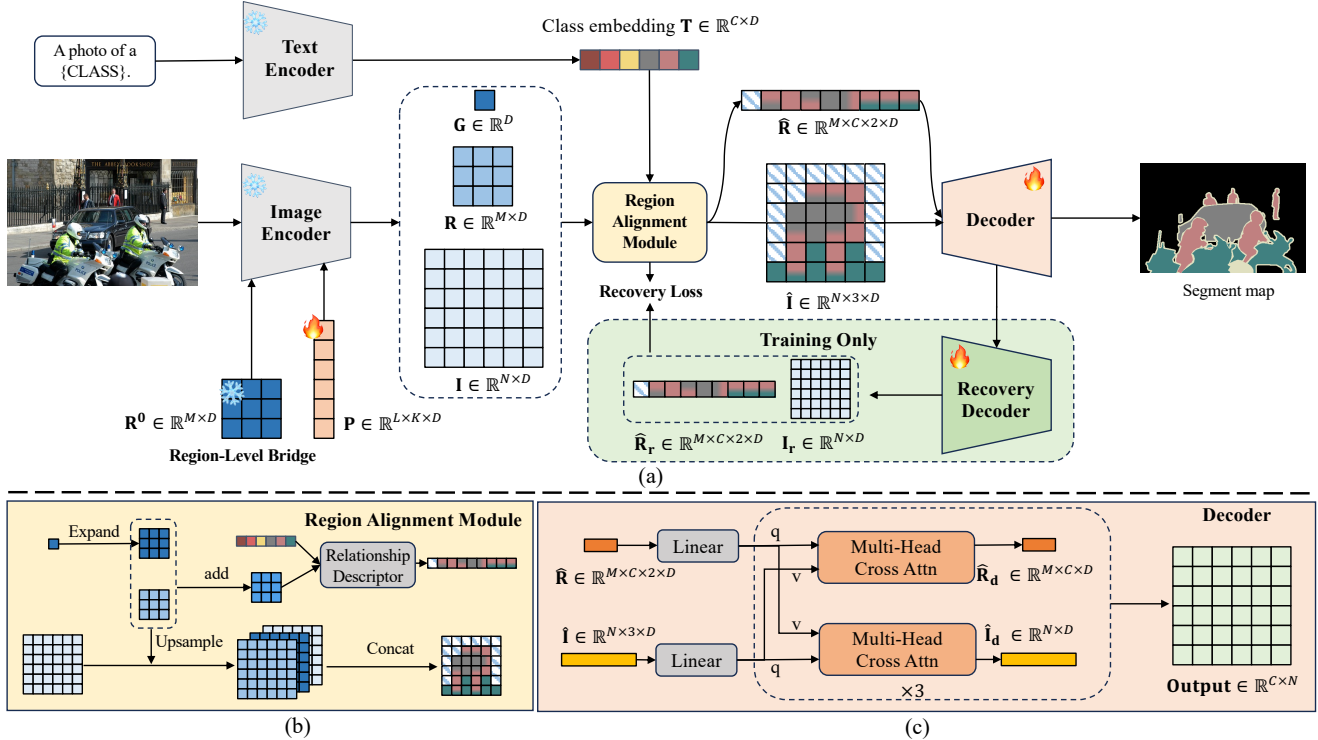 A photo of a
{CLASS}.
Text
Encoder
Class embedding 𝐓 ∈ ℝ^{C×D}
𝐆 ∈ ℝ^{D}
𝐑 ∈ ℝ^{M×D}
𝐈 ∈ ℝ^{N×D}
Image
Encoder
𝐑^𝟎 ∈ ℝ^{M×D}
𝐏 ∈ ℝ^{L×K×D}
Region-Level Bridge
Region
Alignment
Module
Recovery Loss
R̂ ∈ ℝ^{M×C×2×D}
Î ∈ ℝ^{N×3×D}
Decoder
Segment map
Training Only
R̂_r ∈ ℝ^{M×C×2×D}
I_r ∈ ℝ^{N×D}
Recovery
Decoder
(a)
Region Alignment Module
Expand
add
Relationship
Descriptor
Upsample
Concat
(b)
Decoder
R̂ ∈ ℝ^{M×C×2×D}
Linear
q
v
Multi-Head
Cross Attn
R̂_d ∈ ℝ^{M×C×D}
Î ∈ ℝ^{N×3×D}
Linear
v
q
Multi-Head
Cross Attn
Î_d ∈ ℝ^{N×D}
×3
Output ∈ ℝ^{C×N}
(c)